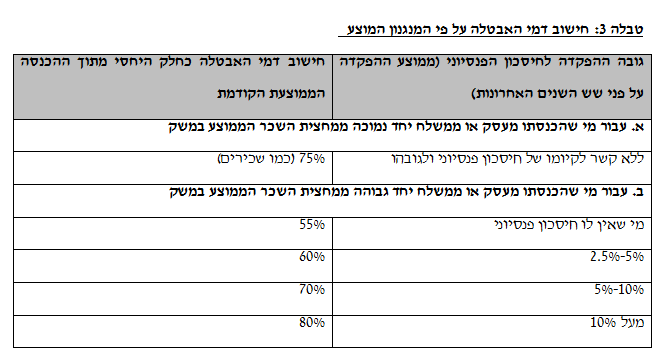 טבלה 3: חישוב דמי האבטלה על פי המנגנון המוצע
גובה ההפקדה לחיסכון הפנסיוני (ממוצע ההפקדה
על פני שש השנים האחרונות)
חישוב דמי האבטלה כחלק היחסי מתוך ההכנסה
הממוצעת הקודמת
א. עבור מי שהכנסתו מעסק או ממשלח יחד נמוכה ממחצית השכר הממוצע במשק
ללא קשר לקיומו של חיסכון פנסיוני ולגובהו
75% (כמו שכירים)
ב. עבור מי שהכנסתו מעסק או ממשלח יחד גבוהה ממחצית השכר הממוצע במשק
מי שאין לו חיסכון פנסיוני
55%
2.5%-5%
60%
5%-10%
70%
מעל 10%
80%